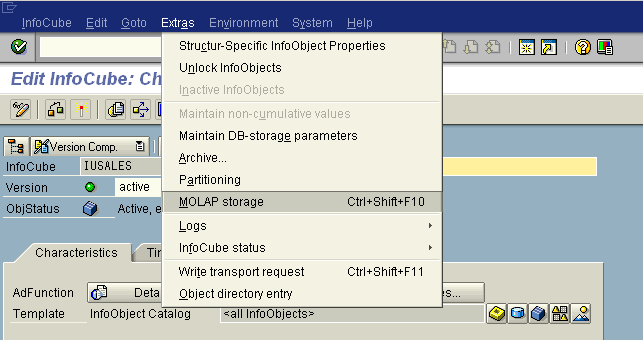 InfoCube Edit Goto Extras Environment System Help
Structur-Specific InfoObject Properties
Unlock InfoObjects
Inactive InfoObjects
Maintain non-cumulative values
Maintain DB-storage parameters
Archive...
Partitioning
MOLAP storage Ctrl+Shift+F10
Logs
InfoCube status
Write transport request Ctrl+Shift+F11
Object directory entry
Edit InfoCube: Ch
Version Comp.
InfoCube IUSALES
Version active
ObjStatus Active, e
Characteristics Tir
AdFunction Deta es...
Template InfoObject Catalog <all InfoObjects>